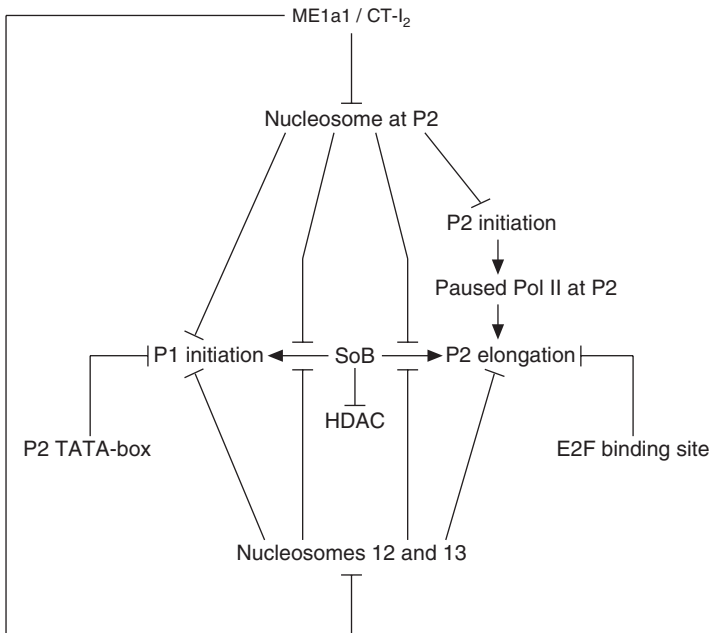 ME1a1 / CT-I₂
Nucleosome at P2
P2 initiation
Paused Pol II at P2
P1 initiation
SoB
P2 elongation
HDAC
P2 TATA-box
E2F binding site
Nucleosomes 12 and 13